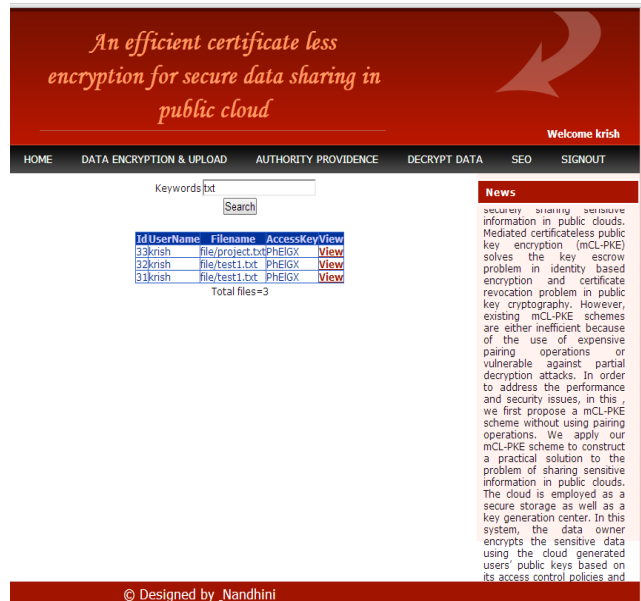 An efficient certificate less
encryption for secure data sharing in
public cloud
Welcome krish
HOME DATA ENCRYPTION & UPLOAD AUTHORITY PROVIDENCE DECRYPT DATA SEO SIGNOUT
Keywords txt
Search
Id UserName Filename AccessKey View
33 krish file/project.txt PhElGX View
32 krish file/test1.txt PhElGX View
31 krish file/test1.txt PhElGX View
Total files=3
News
securely sharing sensitive
information in public clouds.
Mediated certificateless public
key encryption (mCL-PKE)
solves the key escrow
problem in identity based
encryption and certificate
revocation problem in public
key cryptography. However,
existing mCL-PKE schemes
are either inefficient because
of the use of expensive
pairing operations or
vulnerable against partial
decryption attacks. In order
to address the performance
and security issues, in this ,
we first propose a mCL-PKE
scheme without using pairing
operations. We apply our
mCL-PKE scheme to construct
a practical solution to the
problem of sharing sensitive
information in public clouds.
The cloud is employed as a
secure storage as well as a
key generation center. In this
system, the data owner
encrypts the sensitive data
using the cloud generated
users' public keys based on
its access control policies and
© Designed by Nandhini